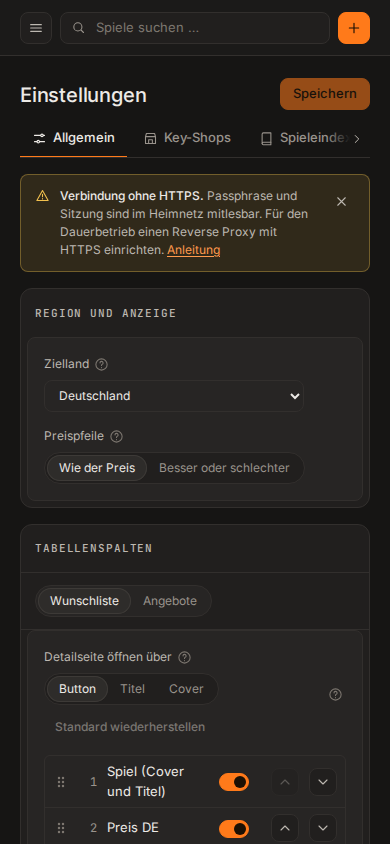 Spiele suchen ...
Einstellungen
Speichern
Allgemein
Key-Shops
Spieleindex
Verbindung ohne HTTPS. Passphrase und
Sitzung sind im Heimnetz mitlesbar. Für den
Dauerbetrieb einen Reverse Proxy mit
HTTPS einrichten. Anleitung
REGION UND ANZEIGE
Zielland
Deutschland
Preispfeile
Wie der Preis
Besser oder schlechter
TABELLENSPALTEN
Wunschliste
Angebote
Detailseite öffnen über
Button
Titel
Cover
Standard wiederherstellen
1 Spiel (Cover
und Titel)
2 Preis DE